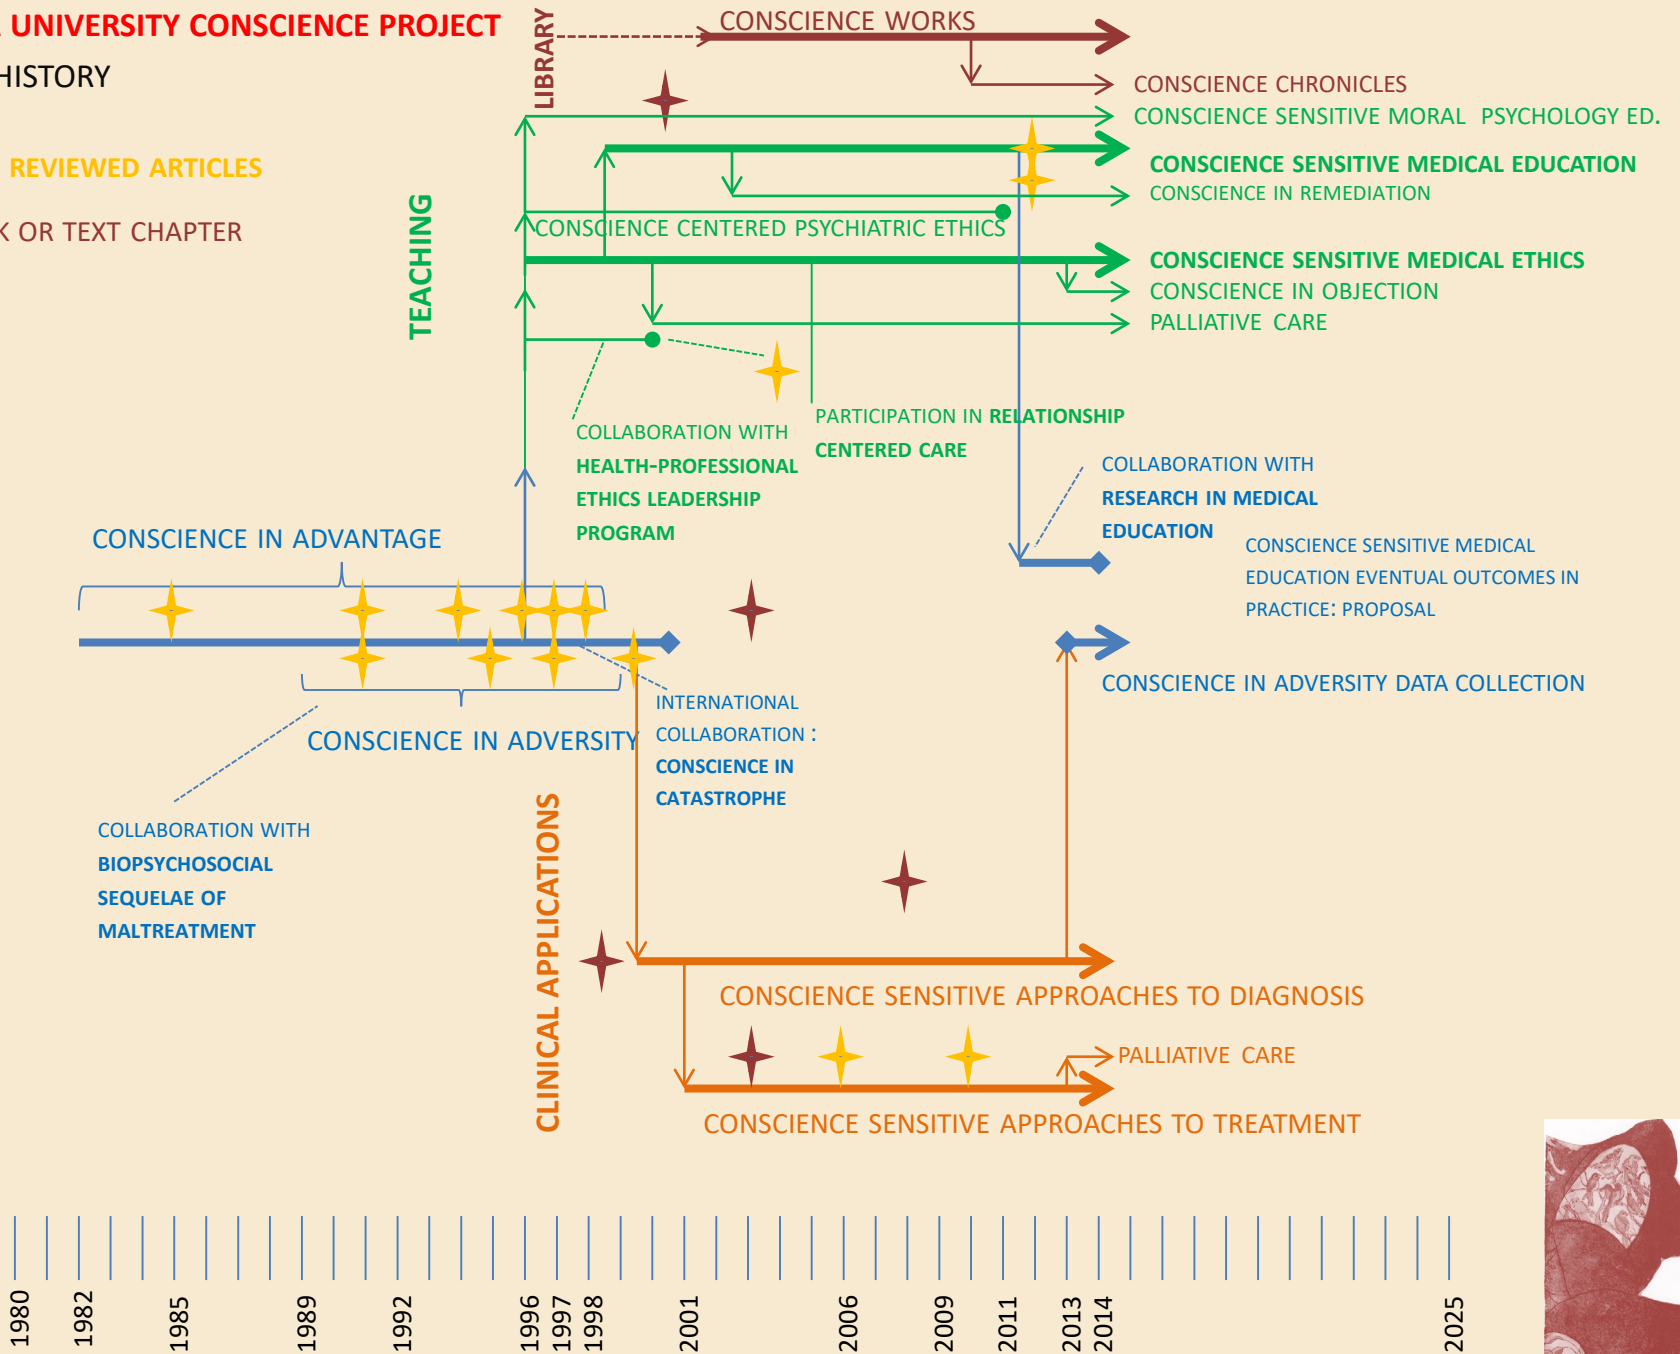 UNIVERSITY CONSCIENCE PROJECT
HISTORY
REVIEWED ARTICLES
K OR TEXT CHAPTER
LIBRARY
CONSCIENCE WORKS
CONSCIENCE CHRONICLES
CONSCIENCE SENSITIVE MORAL PSYCHOLOGY ED.
TEACHING
CONSCIENCE SENSITIVE MEDICAL EDUCATION
CONSCIENCE IN REMEDIATION
CONSCIENCE CENTERED PSYCHIATRIC ETHICS
CONSCIENCE SENSITIVE MEDICAL ETHICS
CONSCIENCE IN OBJECTION
PALLIATIVE CARE
COLLABORATION WITH
HEALTH-PROFESSIONAL
ETHICS LEADERSHIP
PROGRAM
PARTICIPATION IN RELATIONSHIP
CENTERED CARE
COLLABORATION WITH
RESEARCH IN MEDICAL
EDUCATION
CONSCIENCE SENSITIVE MEDICAL
EDUCATION EVENTUAL OUTCOMES IN
PRACTICE: PROPOSAL
CONSCIENCE IN ADVANTAGE
CONSCIENCE IN ADVERSITY
CONSCIENCE IN ADVERSITY DATA COLLECTION
INTERNATIONAL
COLLABORATION :
CONSCIENCE IN
CATASTROPHE
COLLABORATION WITH
BIOPSYCHOSOCIAL
SEQUELAE OF
MALTREATMENT
CLINICAL APPLICATIONS
CONSCIENCE SENSITIVE APPROACHES TO DIAGNOSIS
PALLIATIVE CARE
CONSCIENCE SENSITIVE APPROACHES TO TREATMENT
1980
1982
1985
1989
1992
1996
1997
1998
2001
2006
2009
2011
2013
2014
2025